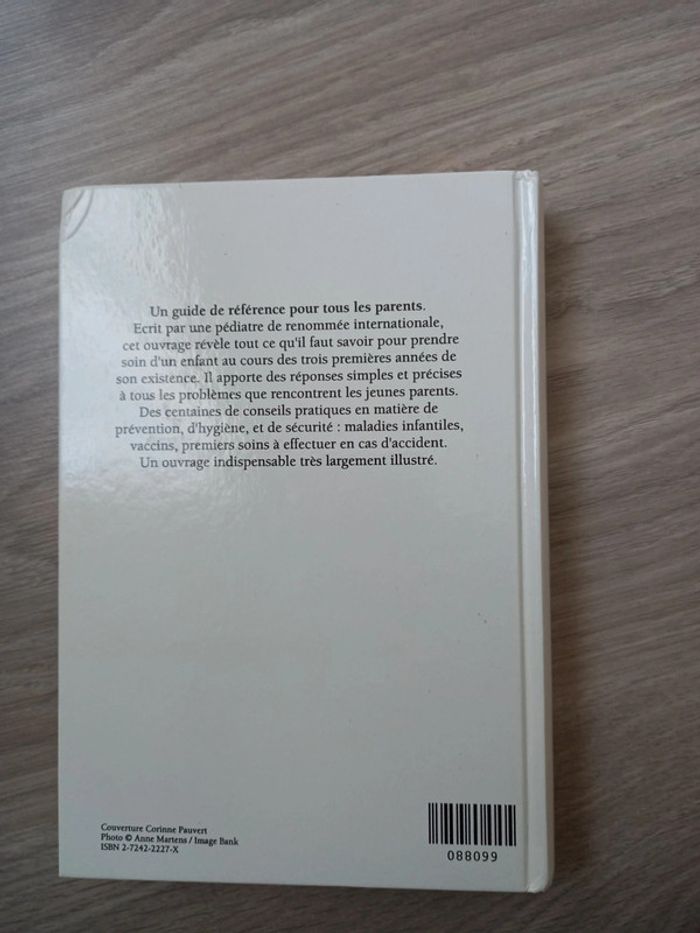 Un guide de référence pour tous les parents.
Ecrit par une pédiatre de renommée internationale,
cet ouvrage révèle tout ce qu'il faut savoir pour prendre
soin d'un enfant au cours des trois premières années de
son existence. Il apporte des réponses simples et précises
à tous les problèmes que rencontrent les jeunes parents.
Des centaines de conseils pratiques en matière de
prévention, d'hygiène, et de sécurité : maladies infantiles,
vaccins, premiers soins à effectuer en cas d'accident.
Un ouvrage indispensable très largement illustré.
Couverture Corinne Pauvert
Photo © Anne Martens / Image Bank
ISBN 2-7242-2227-X
088099